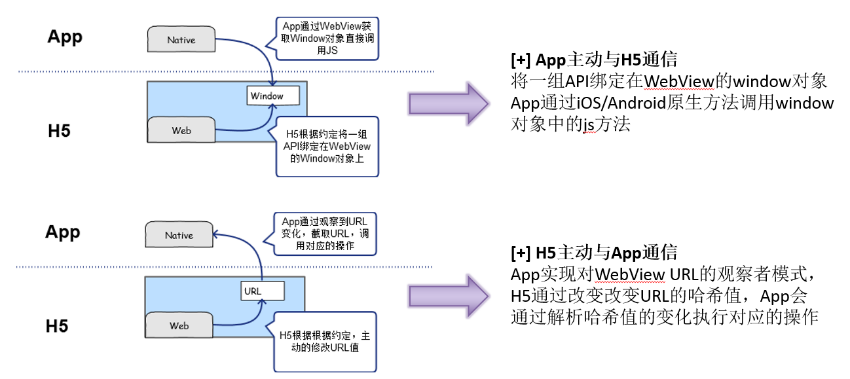 App
Native
App通过WebView获
取Window对象直接调
用JS
H5
Window
Web
H5根据约定将一组
API绑定在WebView
的Window对象上
[+] App主动与H5通信
将一组API绑定在WebView的window对象
App通过iOS/Android原生方法调用window
对象中的js方法
App
Native
App通过观察到URL
变化，截取URL，调
用对应的操作
H5
URL
Web
H5根据根据约定，主
动的修改URL值
[+] H5主动与App通信
App实现对WebView URL的观察者模式，
H5通过改变改变URL的哈希值，App会
通过解析哈希值的变化执行对应的操作